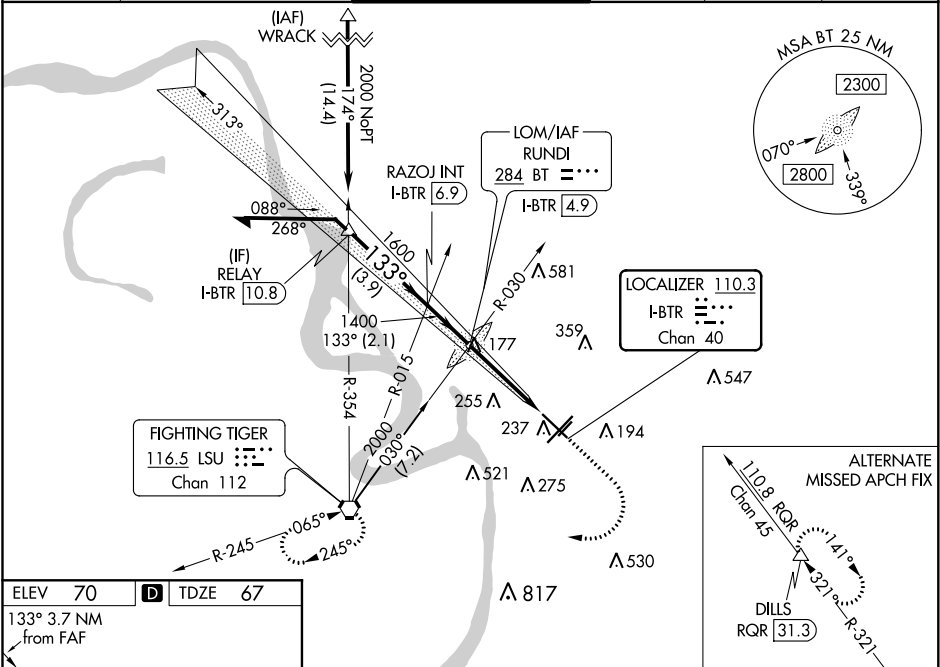 (IAF)
WRACK
2000 NoPT
174°
(14.4)
313°
MSA BT 25 NM
2300
070°
2800
339°
LOM/IAF
RUNDI
284 BT
I-BTR 4.9
RAZOJ INT
I-BTR 6.9
088°
268°
(IF)
RELAY
I-BTR 10.8
1600
133°
(3.9)
1400
133° (2.1)
R-030
581
LOCALIZER 110.3
I-BTR
Chan 40
359
177
547
R-354
R-015
2000
030°
(7.2)
255
237
194
FIGHTING TIGER
116.5 LSU
Chan 112
521
275
065°
R-245
245°
530
817
ALTERNATE
MISSED APCH FIX
110.8 RQR
Chan 45
141°
321°
R-321
DILLS
RQR 31.3
ELEV 70 D TDZE 67
133° 3.7 NM
from FAF